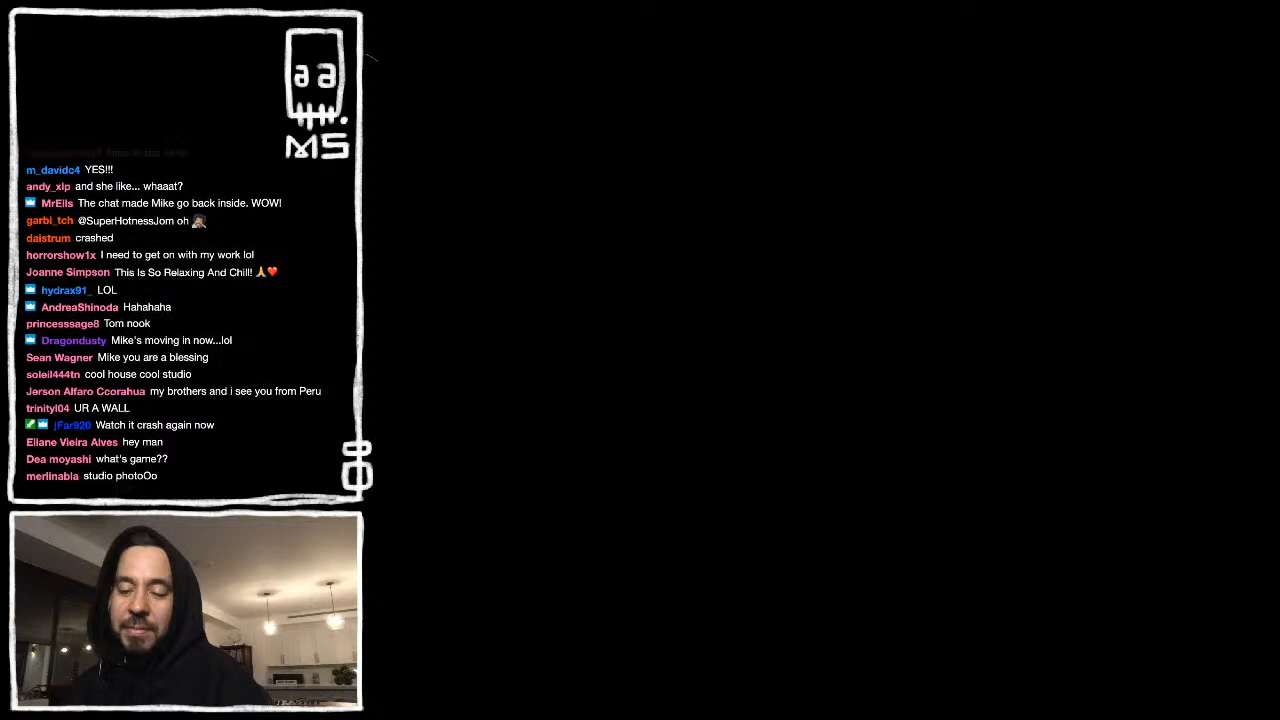 aa
MS
m_davidc4 YES!!!
andy_xlp and she like... whaaat?
MrElls The chat made Mike go back inside. WOW!
garbi_tch @SuperHotnessJom oh
daistrum crashed
horrorshow1x I need to get on with my work lol
Joanne Simpson This Is So Relaxing And Chill! 🙏❤️
hydrax91_ LOL
AndreaShinoda Hahahaha
princesssage8 Tom nook
Dragondusty Mike's moving in now...lol
Sean Wagner Mike you are a blessing
soleil444tn cool house cool studio
Jerson Alfaro Ccorahua my brothers and i see you from Peru
trinityl04 UR A WALL
jFar920 Watch it crash again now
Eliane Vieira Alves hey man
Dea moyashi what's game??
merlinabla studio photoOo